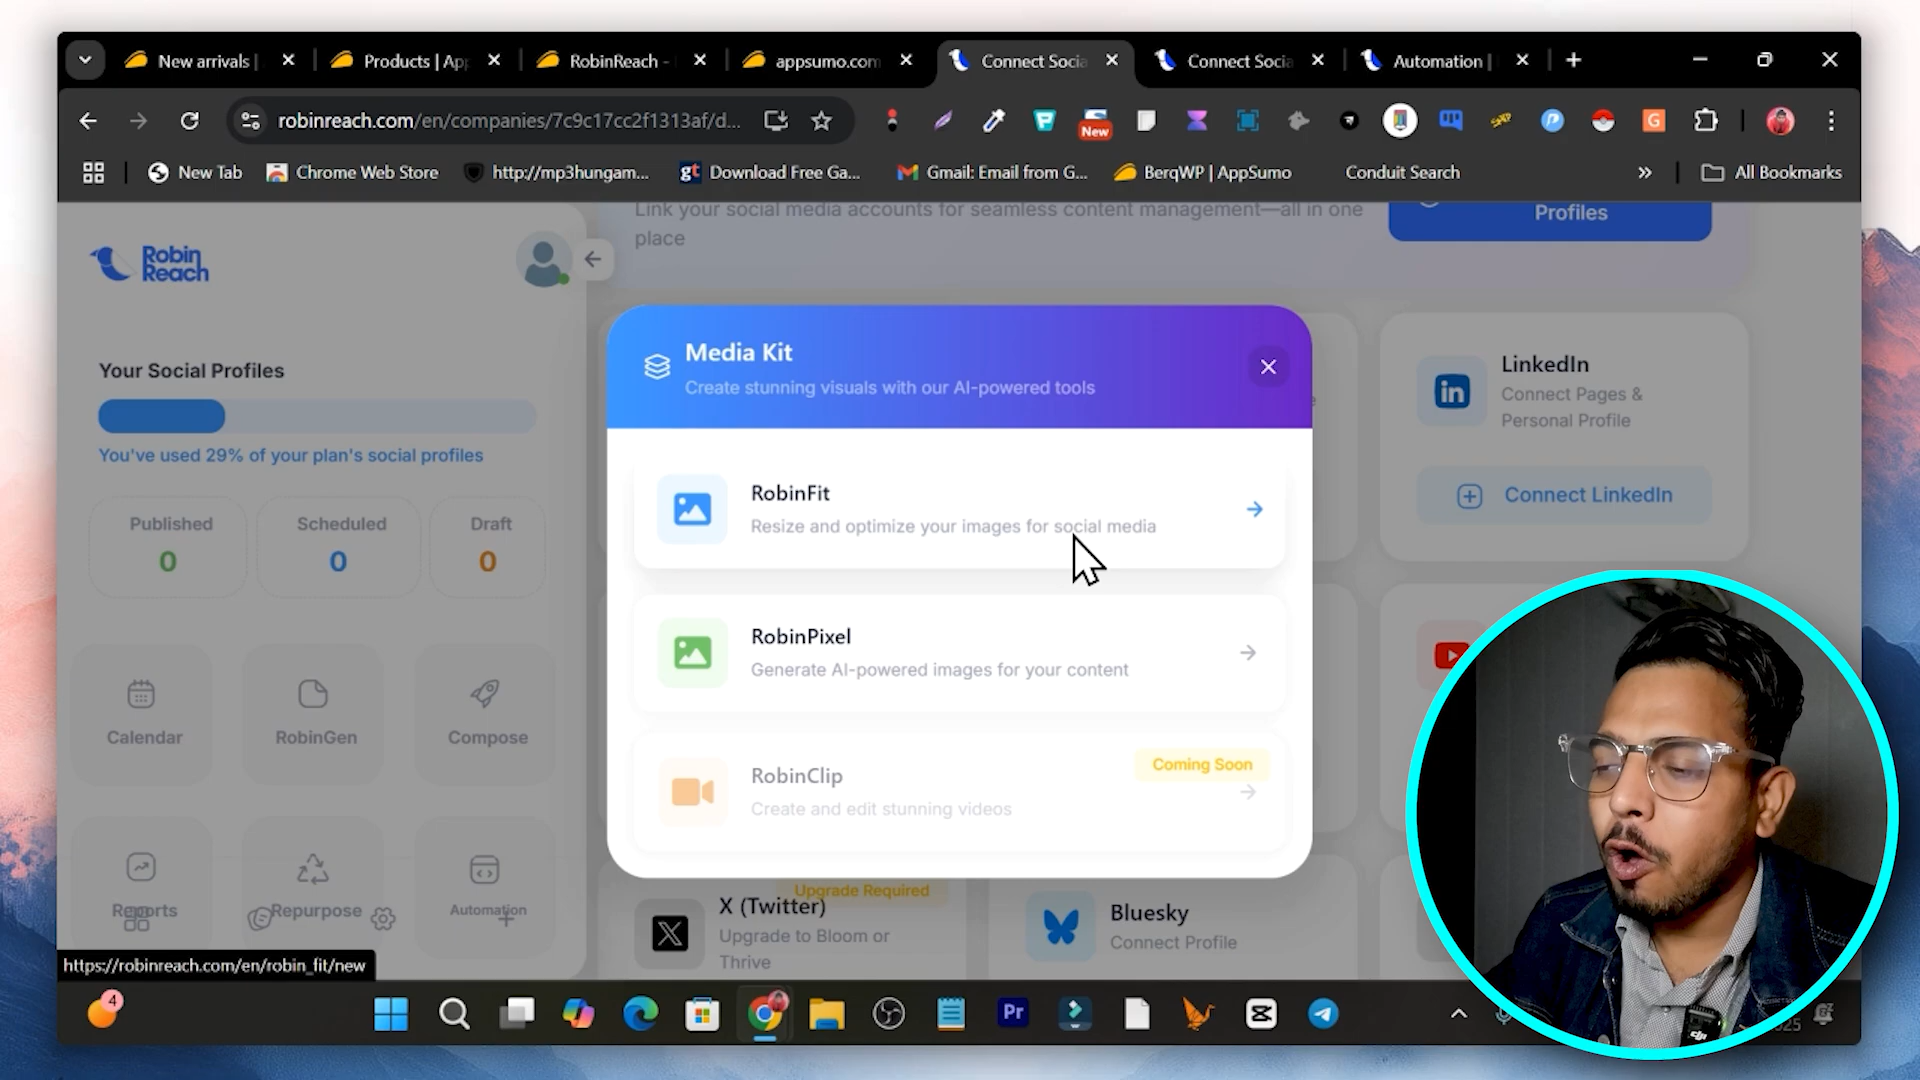 New arrivals |
Products | Ap
RobinReach -
appsumo.com
Connect Socia
Connect Socia
Automation |
robinreach.com/en/companies/7c9c17cc2f1313af/d...
New
New Tab
Chrome Web Store
http://mp3hungam...
gt
Download Free Ga...
Gmail: Email from G...
BerqWP | AppSumo
Conduit Search
All Bookmarks
Robin
Reach
Link your social media accounts for seamless content management—all in one
place
Profiles
Your Social Profiles
You've used 29% of your plan's social profiles
Published
0
Scheduled
0
Draft
0
Calendar
RobinGen
Compose
Reports
Repurpose
Automation
Media Kit
Create stunning visuals with our AI-powered tools
RobinFit
Resize and optimize your images for social media
RobinPixel
Generate AI-powered images for your content
RobinClip
Coming Soon
Create and edit stunning videos
in
LinkedIn
Connect Pages &
Personal Profile
Connect LinkedIn
Upgrade Required
X (Twitter)
Upgrade to Bloom or
Thrive
Bluesky
Connect Profile
https://robinreach.com/en/robin_fit/new
4
Pr
dji